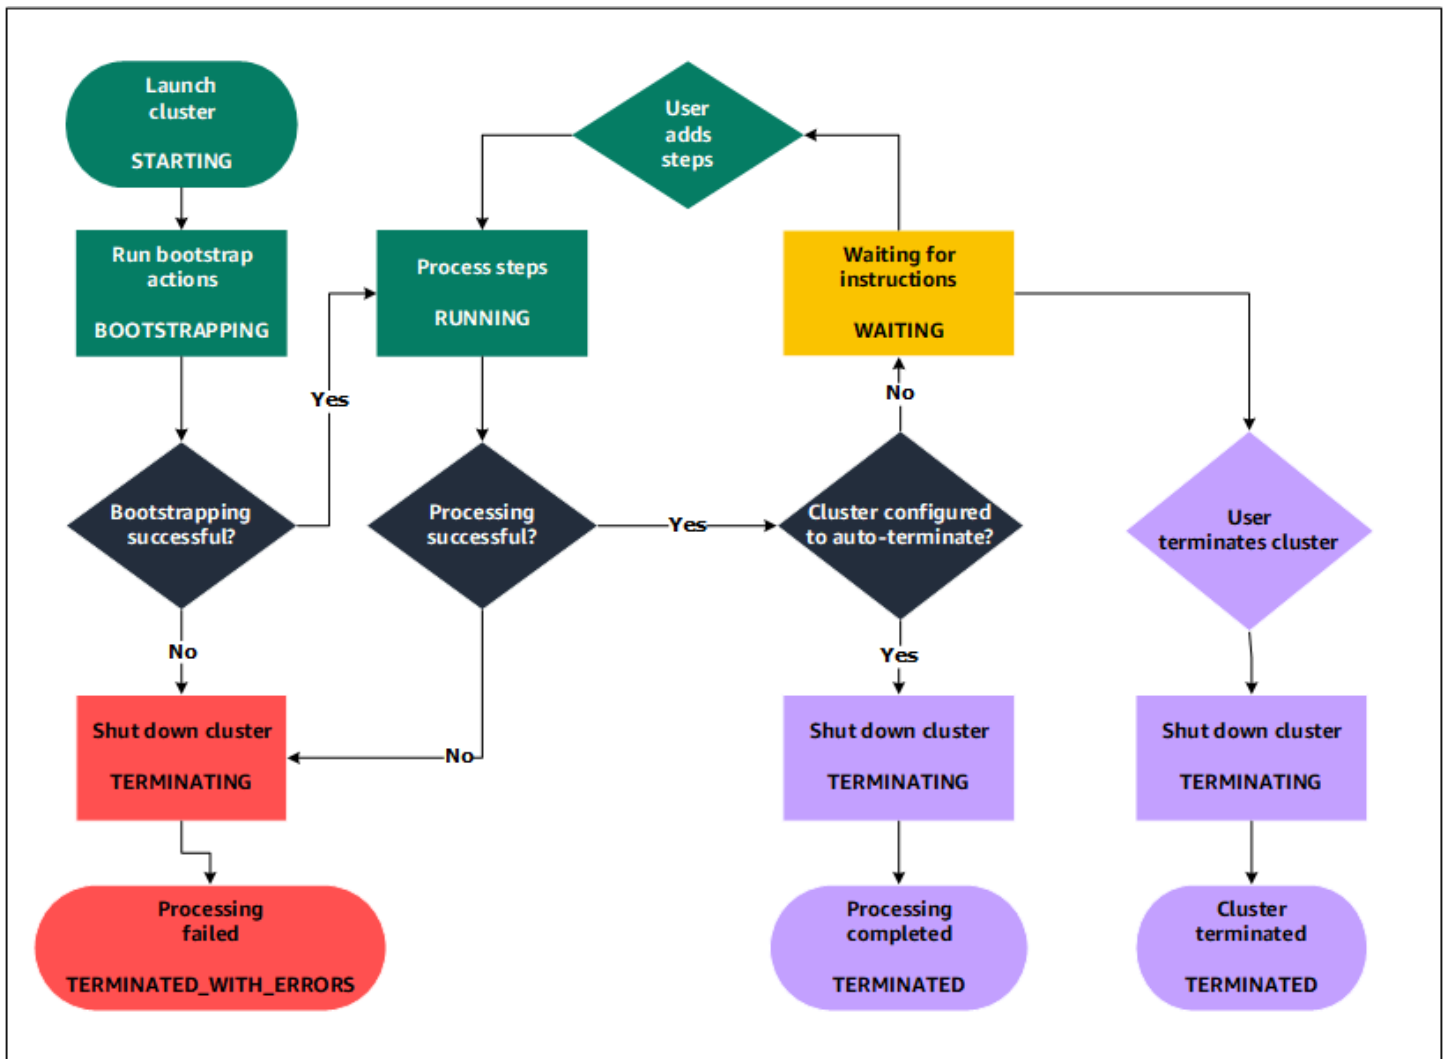 Launch
cluster
STARTING
User
adds
steps
Run bootstrap
actions
BOOTSTRAPPING
Process steps
RUNNING
Waiting for
instructions
WAITING
Yes
No
Bootstrapping
successful?
Processing
successful?
Yes
Cluster configured
to auto-terminate?
User
terminates cluster
No
Yes
Shut down cluster
TERMINATING
No
Shut down cluster
TERMINATING
Shut down cluster
TERMINATING
Processing
failed
TERMINATED_WITH_ERRORS
Processing
completed
TERMINATED
Cluster
terminated
TERMINATED